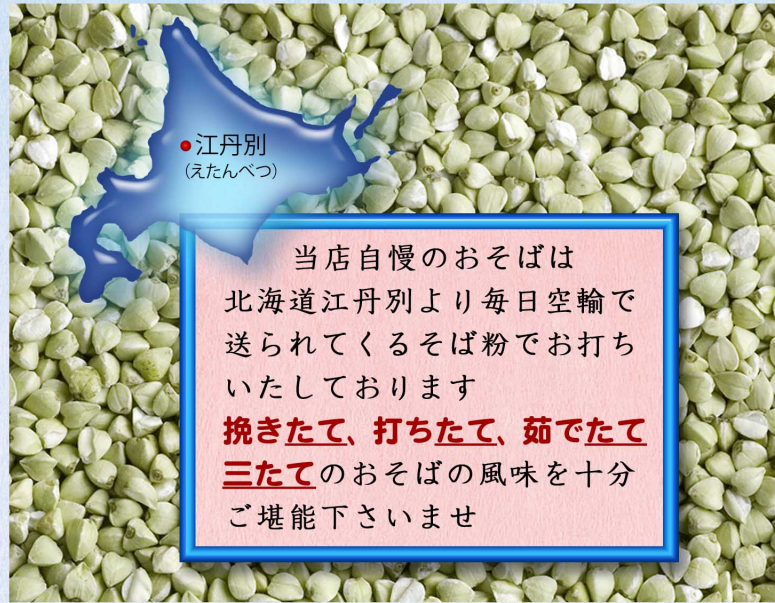 江丹別
(えたんべつ)
当店自慢のおそばは
北海道江丹別より毎日空輸で
送られてくるそば粉でお打ち
いたしております
挽きたて、打ちたて、茹でたて
三たてのおそばの風味を十分
ご堪能下さいませ